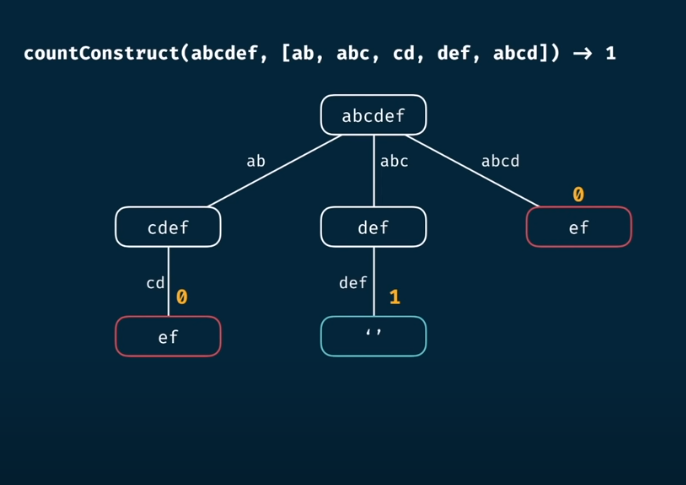 countConstruct(abcdef, [ab, abc, cd, def, abcd]) → 1
abcdef
ab
abc
abcd
0
cdef
def
ef
cd
0
def
1
ef
‘’